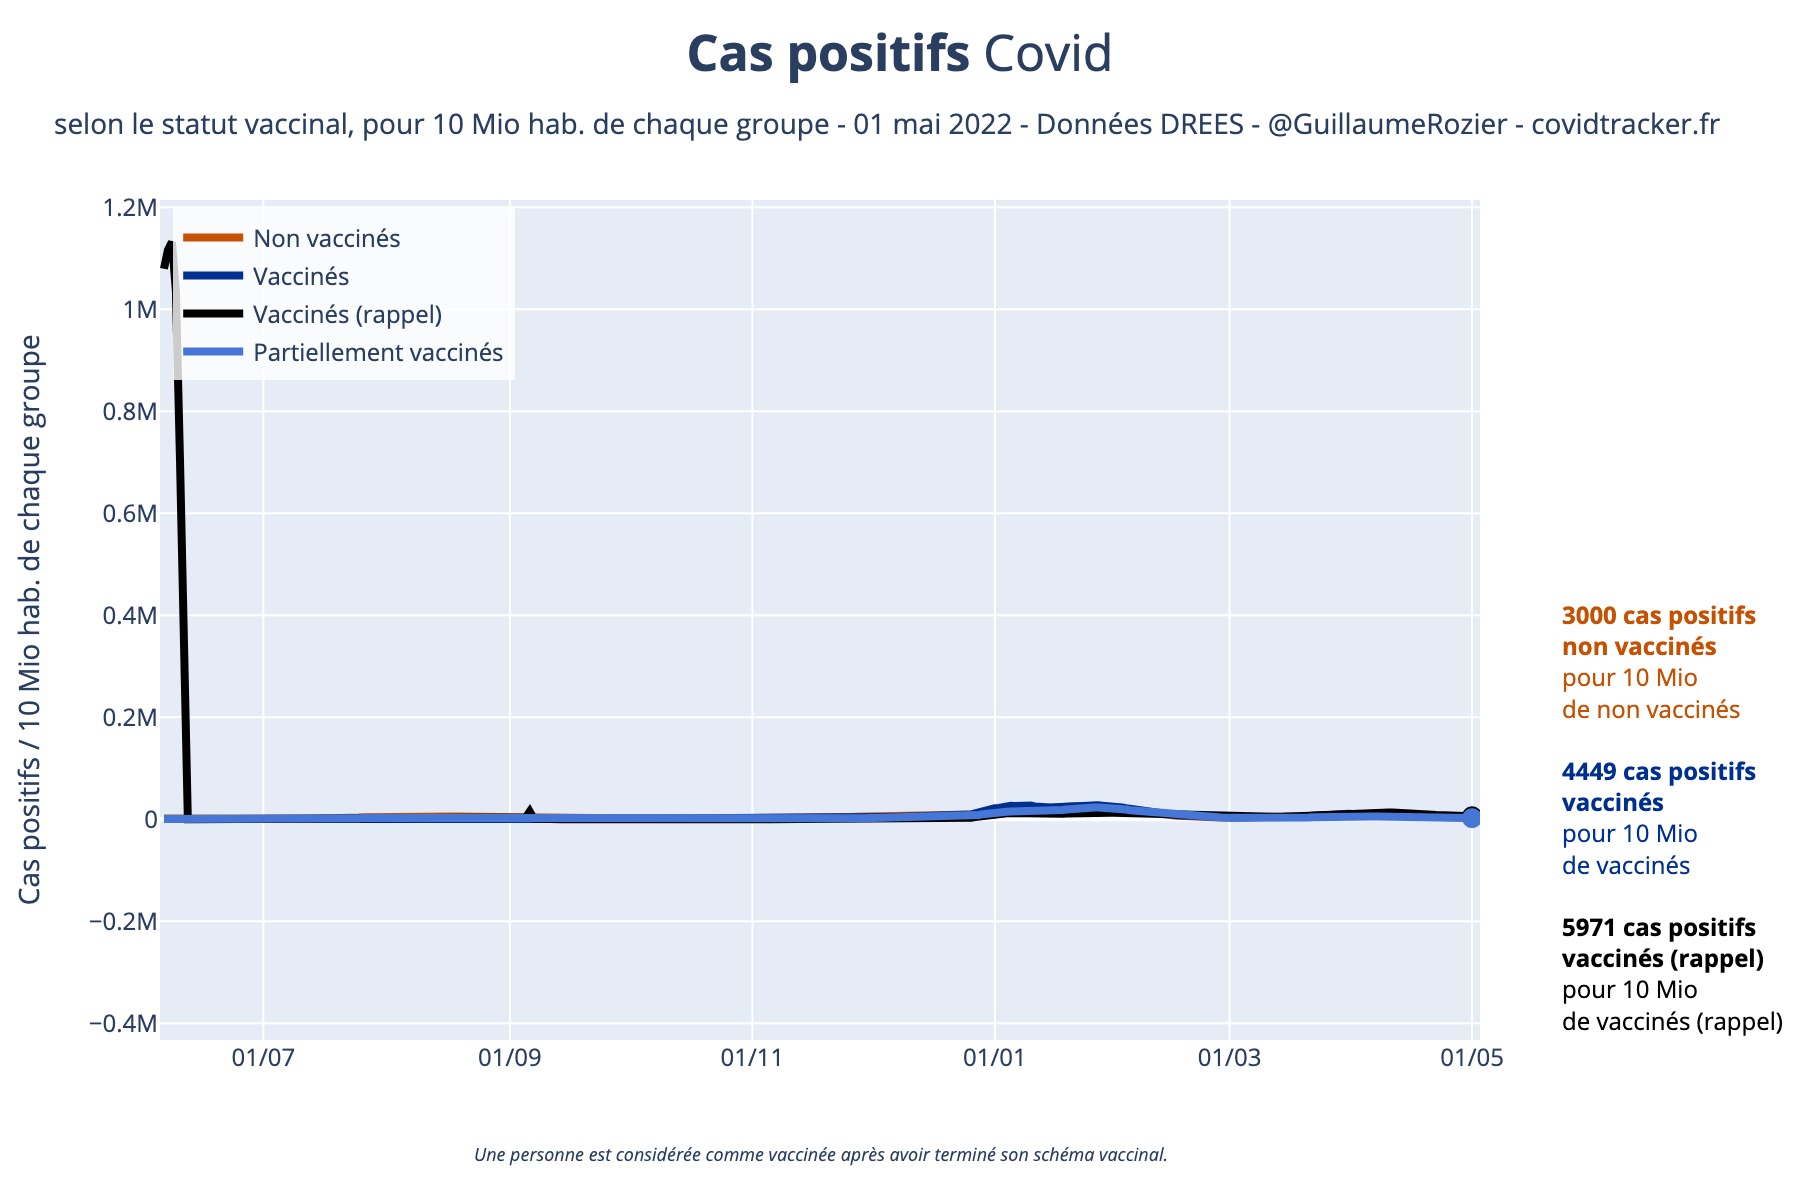 Cas positifs Covid
selon le statut vaccinal, pour 10 Mio hab. de chaque groupe - 01 mai 2022 - Données DREES - @GuillaumeRozier - covidtracker.fr
Cas positifs / 10 Mio hab. de chaque groupe
1.2M
1M
0.8M
0.6M
0.4M
0.2M
0
−0.2M
−0.4M
Non vaccinés
Vaccinés
Vaccinés (rappel)
Partiellement vaccinés
01/07
01/09
01/11
01/01
01/03
01/05
3000 cas positifs
non vaccinés
pour 10 Mio
de non vaccinés
4449 cas positifs
vaccinés
pour 10 Mio
de vaccinés
5971 cas positifs
vaccinés (rappel)
pour 10 Mio
de vaccinés (rappel)
Une personne est considérée comme vaccinée après avoir terminé son schéma vaccinal.